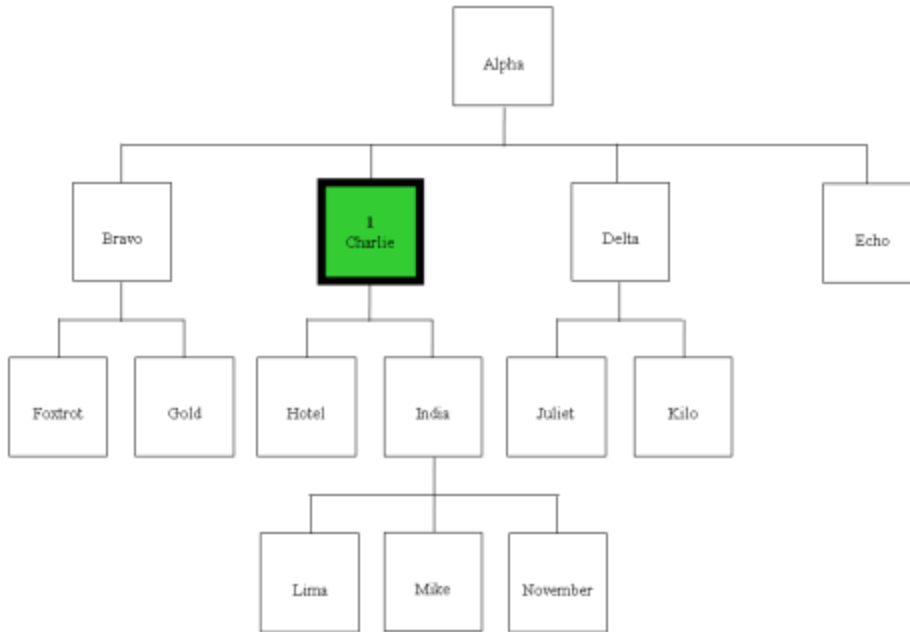 Alpha
Bravo
1
Charlie
Delta
Echo
Foxtrot
Gold
Hotel
India
Juliet
Kilo
Lima
Mike
November